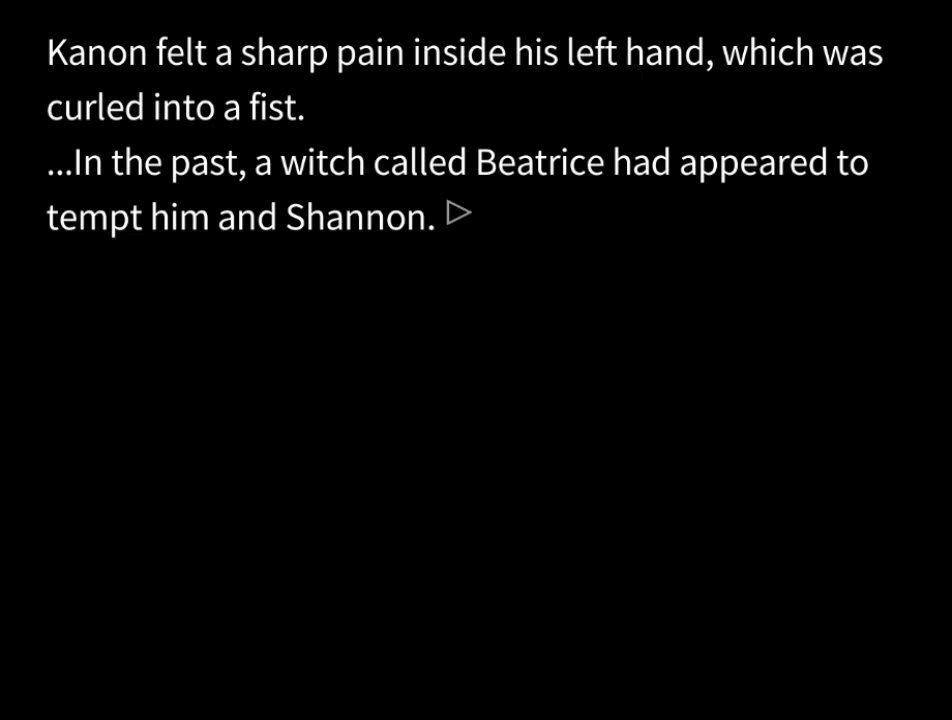 Kanon felt a sharp pain inside his left hand, which was
curled into a fist.
...In the past, a witch called Beatrice had appeared to
tempt him and Shannon.